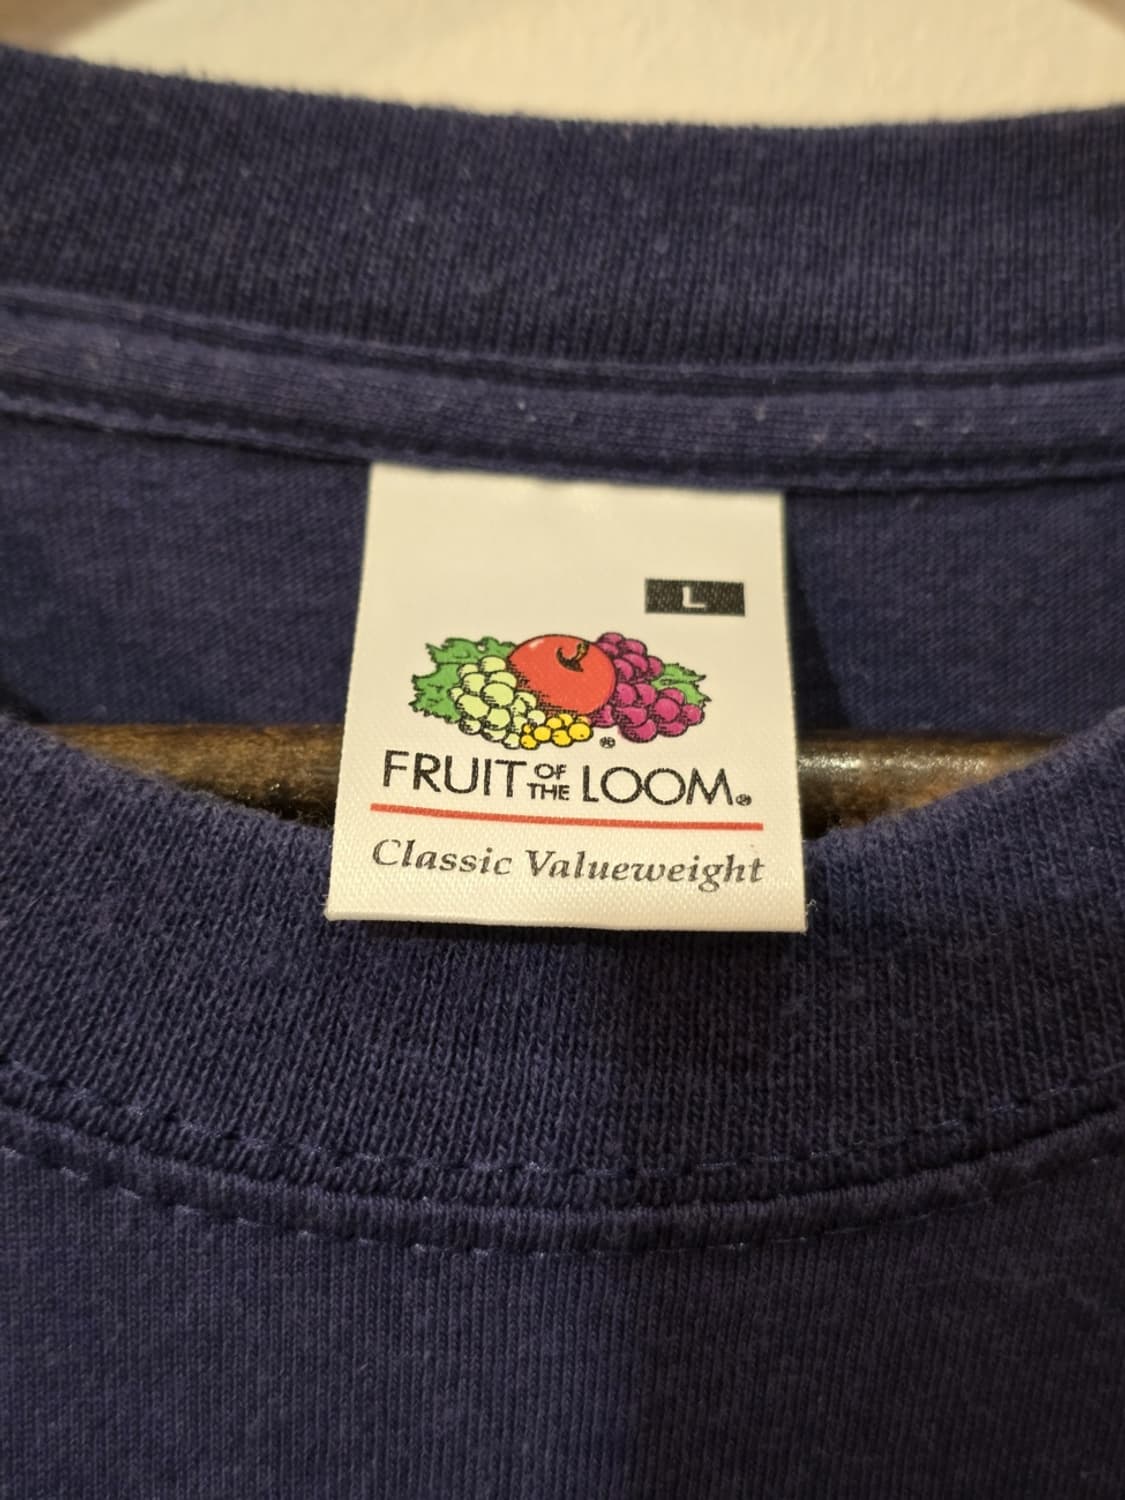 L
®
FRUIT OF THE LOOM®
Classic Valueweight